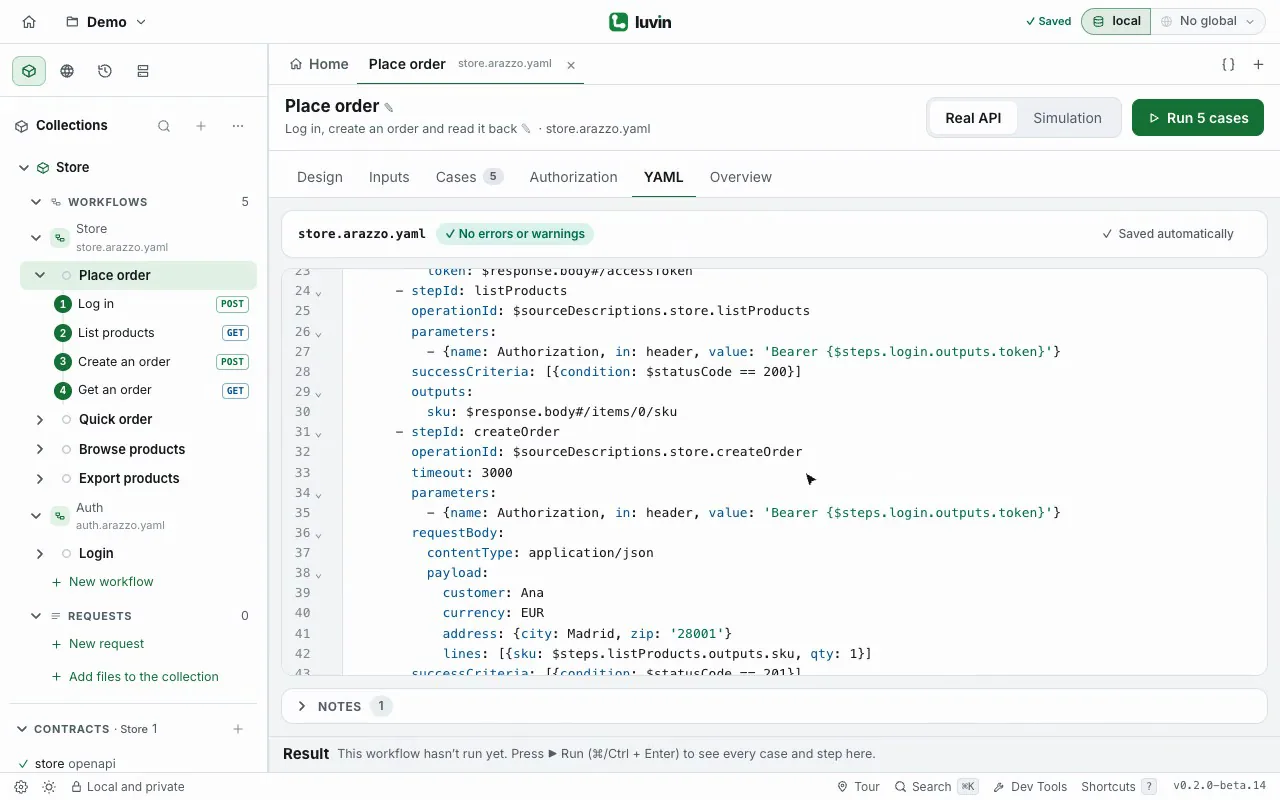 Demo
luvin
✓ Saved
local
No global
Home
Place order store.arazzo.yaml
{ }
Collections
Place order
Log in, create an order and read it back · store.arazzo.yaml
Real API
Simulation
Run 5 cases
Store
WORKFLOWS 5
Store
store.arazzo.yaml
Place order
1 Log in POST
2 List products GET
3 Create an order POST
4 Get an order GET
Quick order
Browse products
Export products
Auth
auth.arazzo.yaml
Login
+ New workflow
REQUESTS 0
+ New request
+ Add files to the collection
CONTRACTS · Store 1
✓ store openapi
Design Inputs Cases 5 Authorization YAML Overview
store.arazzo.yaml ✓ No errors or warnings ✓ Saved automatically
23 token: $response.body#/accessToken
24 - stepId: listProducts
25 operationId: $sourceDescriptions.store.listProducts
26 parameters:
27 - {name: Authorization, in: header, value: 'Bearer {$steps.login.outputs.token}'}
28 successCriteria: [{condition: $statusCode == 200}]
29 outputs:
30 sku: $response.body#/items/0/sku
31 - stepId: createOrder
32 operationId: $sourceDescriptions.store.createOrder
33 timeout: 3000
34 parameters:
35 - {name: Authorization, in: header, value: 'Bearer {$steps.login.outputs.token}'}
36 requestBody:
37 contentType: application/json
38 payload:
39 customer: Ana
40 currency: EUR
41 address: {city: Madrid, zip: '28001'}
42 lines: [{sku: $steps.listProducts.outputs.sku, qty: 1}]
43 successCriteria: [{condition: $statusCode == 201}]
NOTES 1
Result This workflow hasn't run yet. Press ▶ Run (⌘/Ctrl + Enter) to see every case and step here.
Local and private
Tour
Search ⌘K
Dev Tools
Shortcuts ?
v0.2.0-beta.14